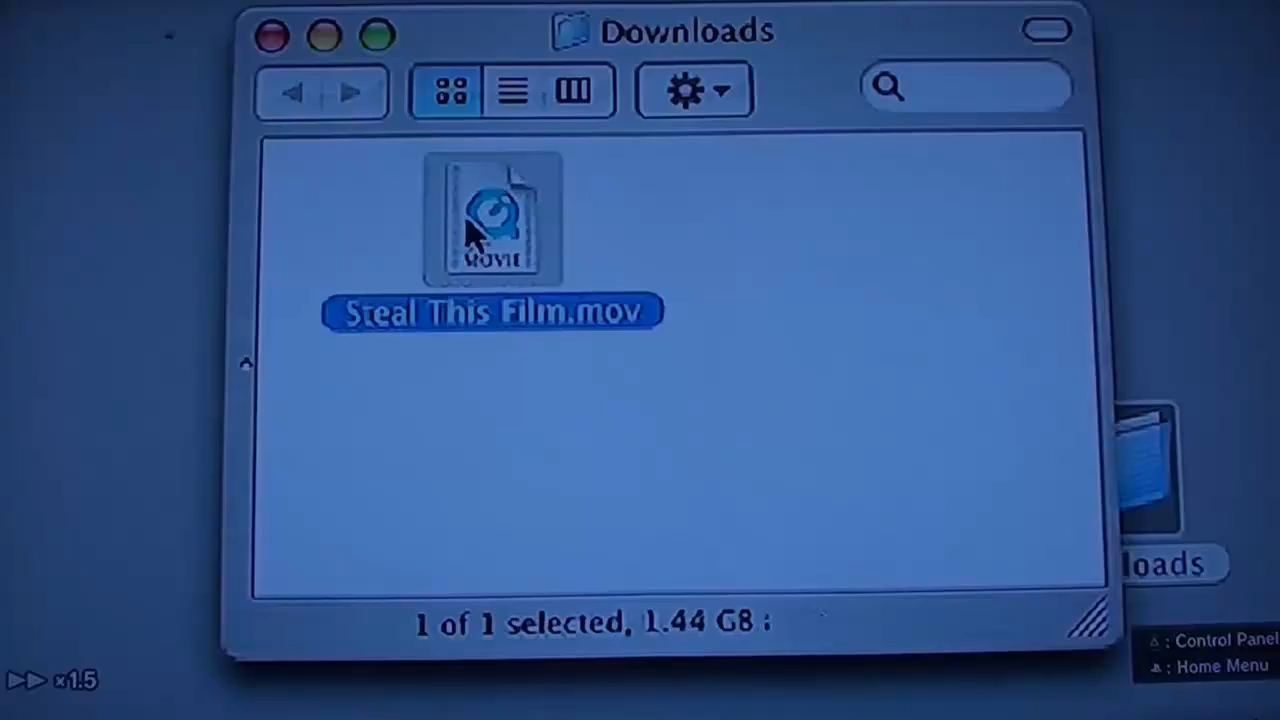 Downloads
MOVIE
Steal This Film.mov
loads
1 of 1 selected, 1.44 GB
: Control Panel
: Home Menu
x1.5